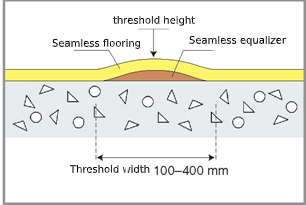 threshold height
Seamless flooring
Seamless equalizer
Threshold width 100–400 mm